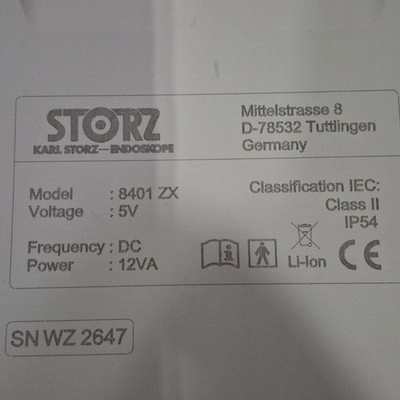 STORZ
KARL STORZ—ENDOSKOPE
Mittelstrasse 8
D-78532 Tuttlingen
Germany
Model : 8401 ZX
Voltage : 5V
Frequency : DC
Power : 12VA
Classification IEC:
Class II
IP54
Li-Ion
CE
SN WZ 2647